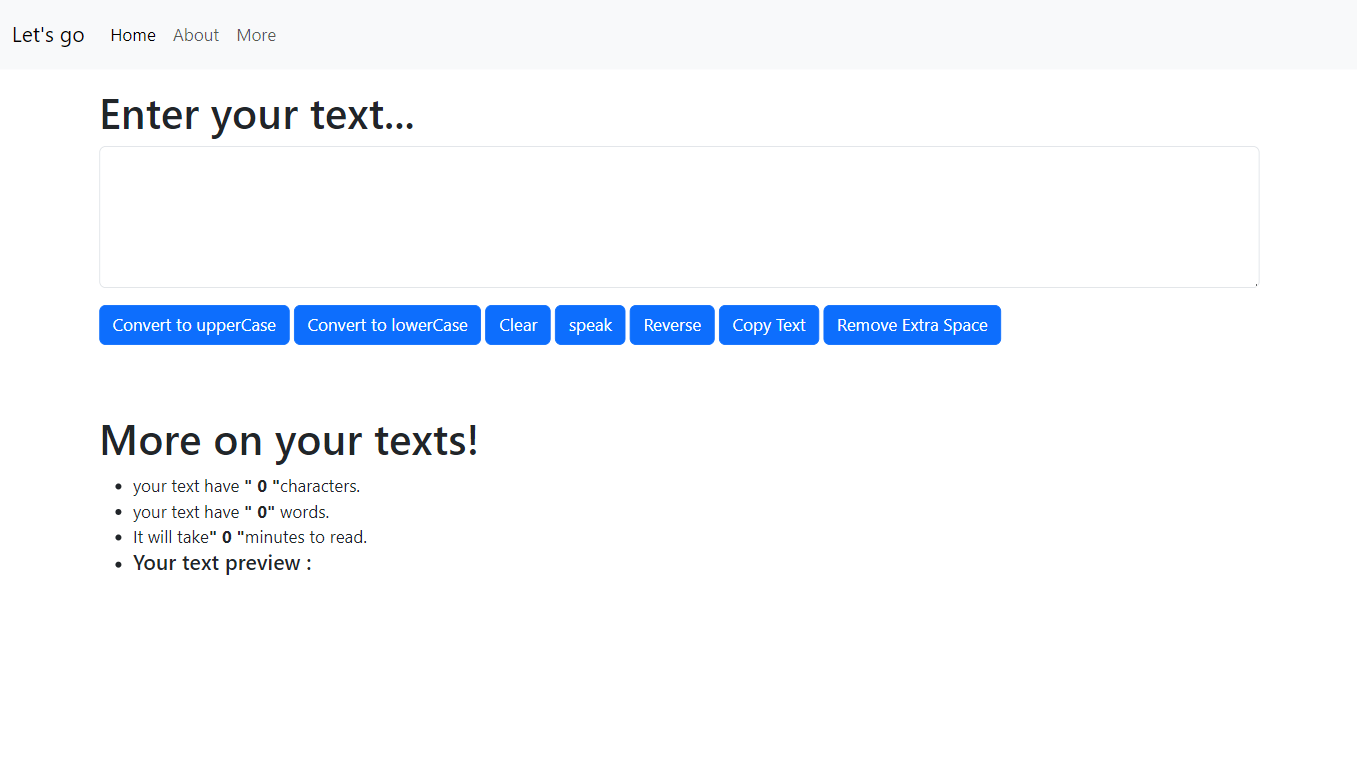 Let's go Home About More
Enter your text...
Convert to upperCase Convert to lowerCase Clear speak Reverse Copy Text Remove Extra Space
More on your texts!
your text have " 0 "characters.
your text have " 0" words.
It will take" 0 "minutes to read.
Your text preview :